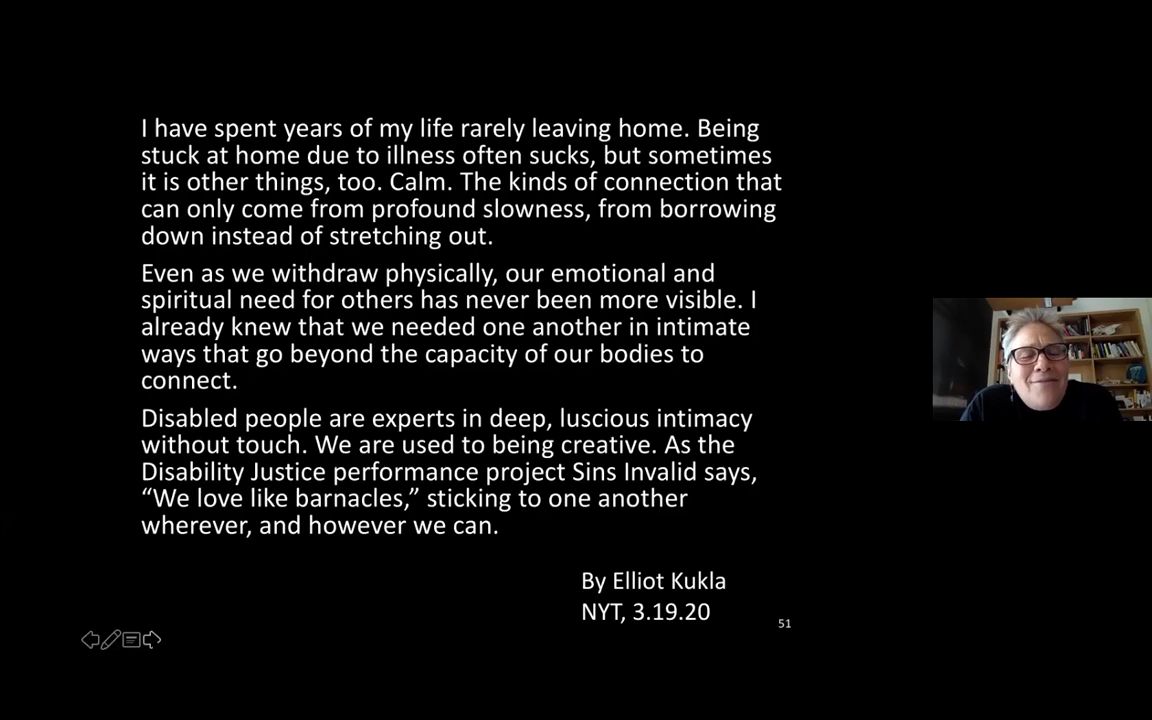 I have spent years of my life rarely leaving home. Being
stuck at home due to illness often sucks, but sometimes
it is other things, too. Calm. The kinds of connection that
can only come from profound slowness, from borrowing
down instead of stretching out.
Even as we withdraw physically, our emotional and
spiritual need for others has never been more visible. I
already knew that we needed one another in intimate
ways that go beyond the capacity of our bodies to
connect.
Disabled people are experts in deep, luscious intimacy
without touch. We are used to being creative. As the
Disability Justice performance project Sins Invalid says,
“We love like barnacles,” sticking to one another
wherever, and however we can.
By Elliot Kukla
NYT, 3.19.20
51